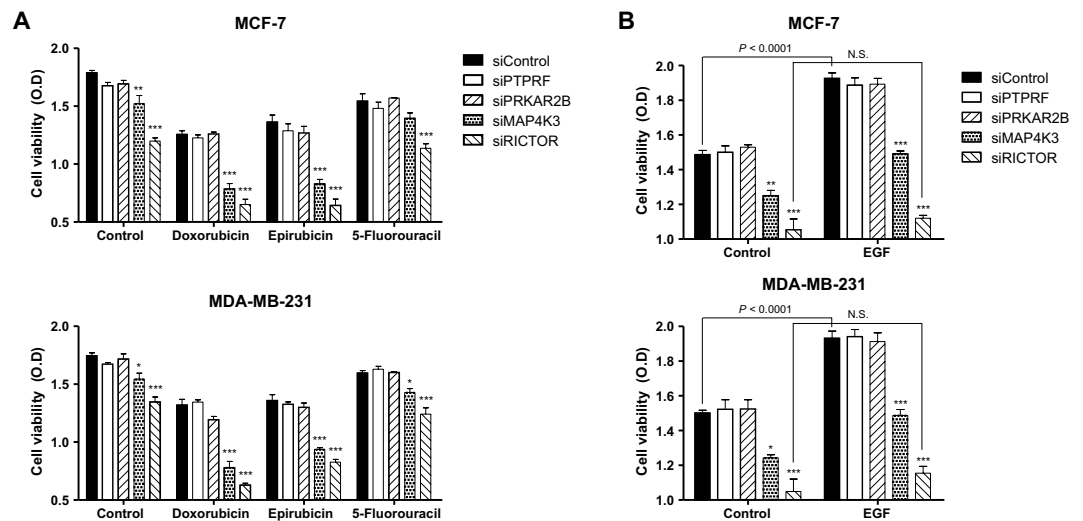 A
MCF-7
Cell viability (O.D)
2.0
1.5
1.0
0.5
**
***
***
***
***
***
***
Control
Doxorubicin
Epirubicin
5-Fluorouracil
siControl
siPTPRF
siPRKAR2B
siMAP4K3
siRICTOR
MDA-MB-231
Cell viability (O.D)
2.0
1.5
1.0
0.5
*
***
***
***
***
***
*
***
Control
Doxorubicin
Epirubicin
5-Fluorouracil
B
MCF-7
P < 0.0001
N.S.
Cell viability (O.D)
2.0
1.8
1.6
1.4
1.2
1.0
**
***
***
***
Control
EGF
siControl
siPTPRF
siPRKAR2B
siMAP4K3
siRICTOR
MDA-MB-231
P < 0.0001
N.S.
Cell viability (O.D)
2.0
1.8
1.6
1.4
1.2
1.0
*
***
***
***
Control
EGF